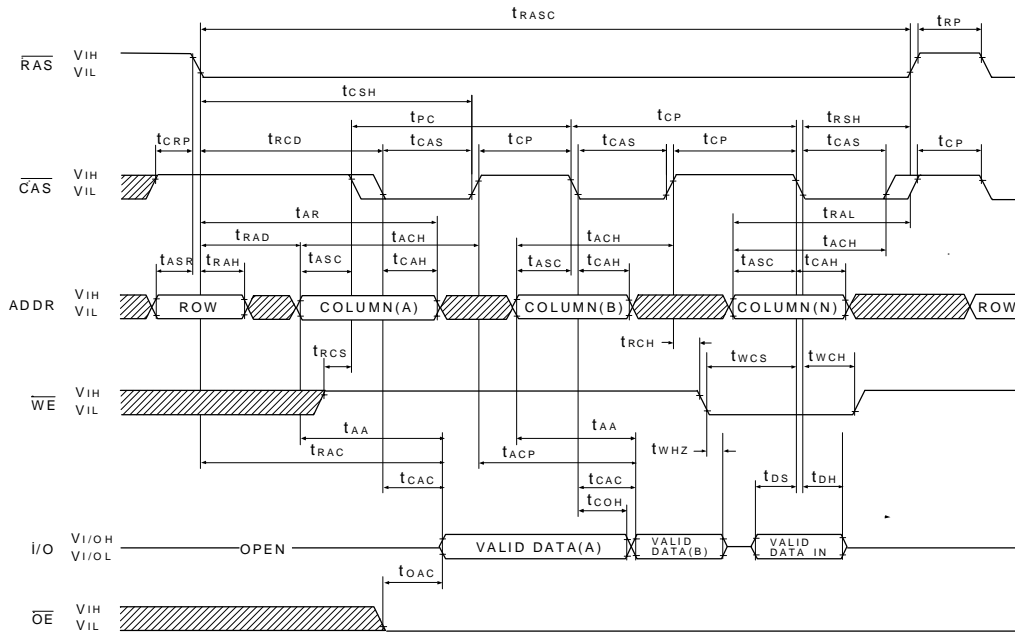 tRASC tRP
RAS VIH
VIL
tCSH
tPC tCP
tRSH
tCRP tRCD tCAS tCP tCAS tCP tCAS tCP
CAS VIH
VIL
tAR tRAL
tRAD tACH tACH tACH
tASR tRAH tASC tCAH tASC tCAH tASC tCAH
ADDR VIH
VIL
ROW COLUMN(A) COLUMN(B) COLUMN(N) ROW
tRCS tRCH tWCS tWCH
WE VIH
VIL
tAA tAA
tWHZ
tRAC tACP
tCAC tCAC tDS tDH
tCOH
I/O VI/OH
VI/OL
OPEN VALID DATA(A) VALID DATA(B) VALID DATA IN
tOAC
OE VIH
VIL